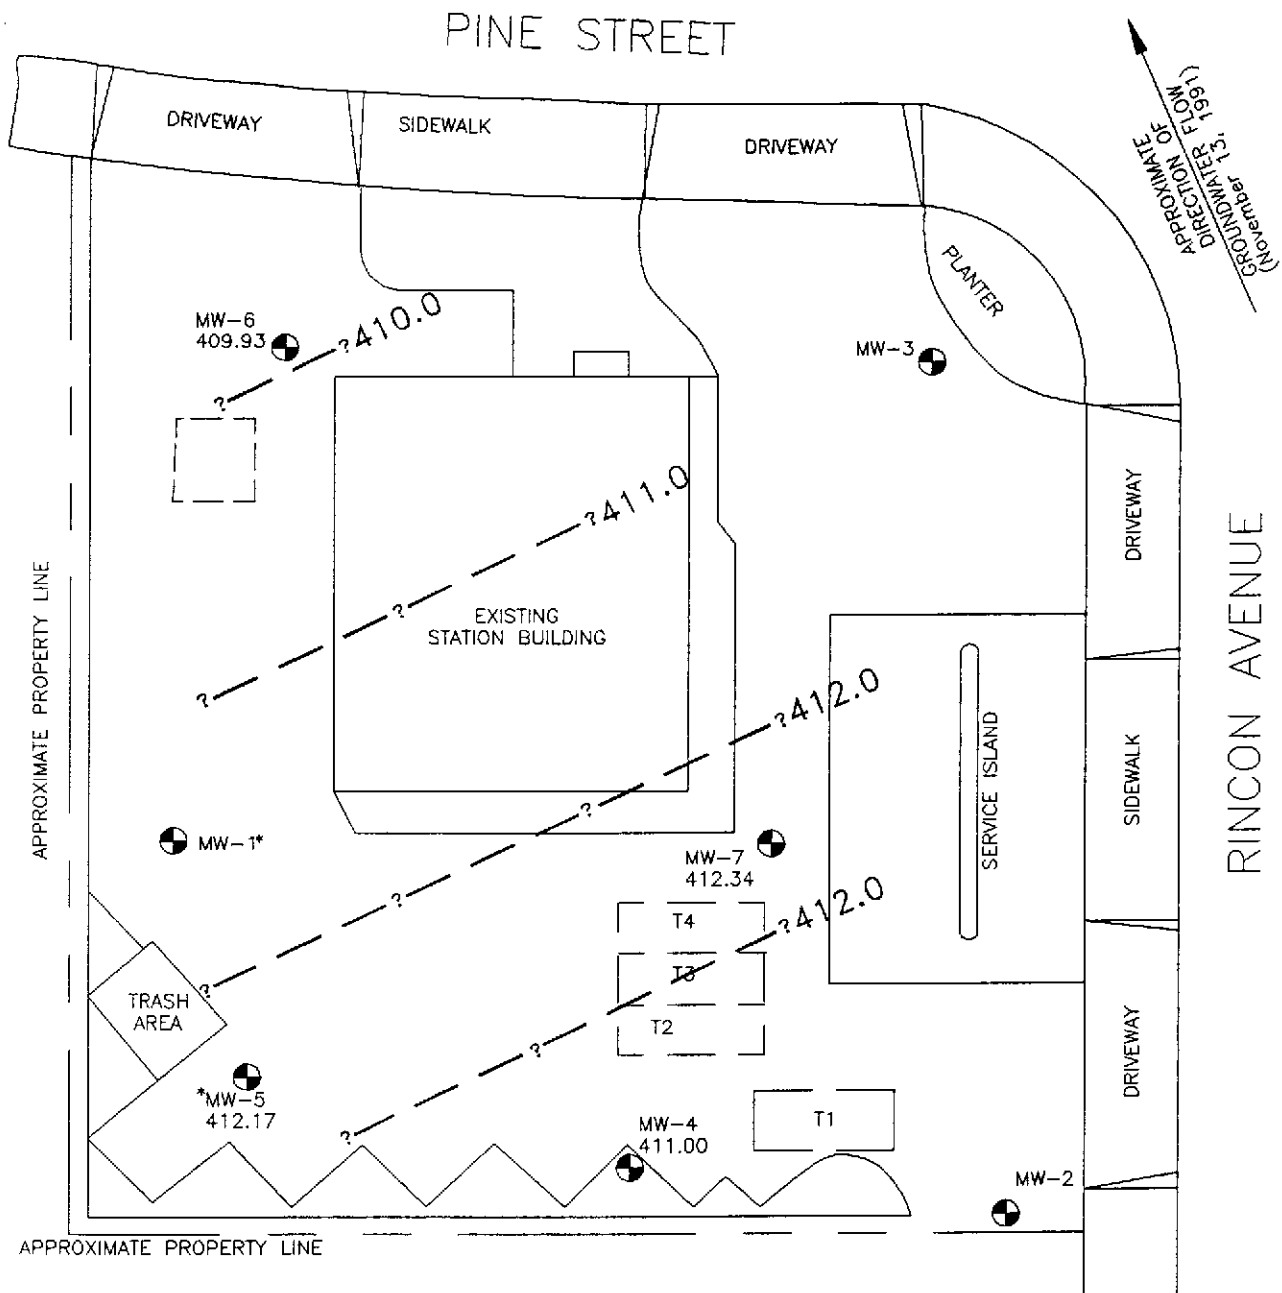 PINE STREET
DRIVEWAY
SIDEWALK
DRIVEWAY
APPROXIMATE
DIRECTION OF
GROUNDWATER FLOW
(November 13, 1991)
PLANTER
MW-6
409.93
?
?
410.0
MW-3
?
?
?
411.0
DRIVEWAY
RINCON AVENUE
APPROXIMATE PROPERTY LINE
EXISTING
STATION BUILDING
?
?
?
?
412.0
SERVICE ISLAND
SIDEWALK
MW-1*
MW-7
412.34
?
?
?
412.0
T4
T3
T2
TRASH
AREA
DRIVEWAY
*MW-5
412.17
T1
MW-4
411.00
MW-2
APPROXIMATE PROPERTY LINE